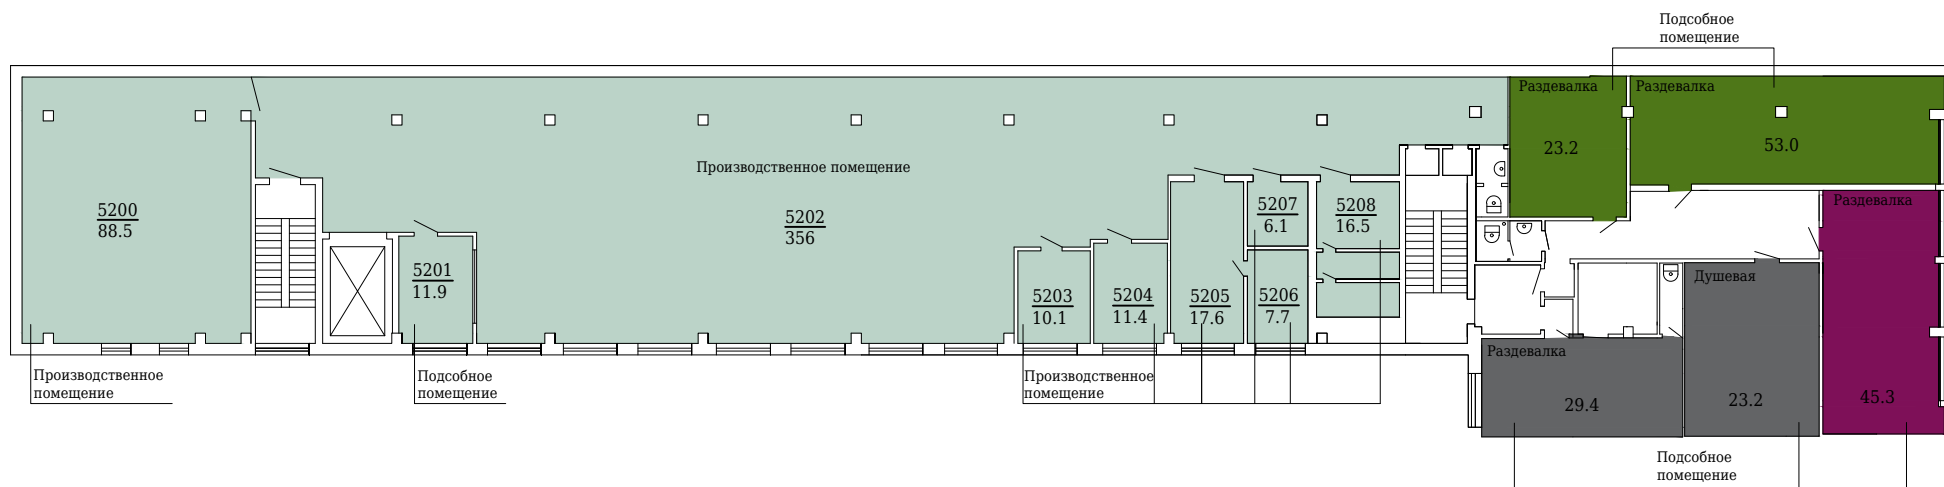 Подсобное
помещение
Раздевалка
Раздевалка
23.2
53.0
Производственное помещение
5200
88.5
5202
356
5207
6.1
5208
16.5
Раздевалка
5201
11.9
5203
10.1
5204
11.4
5205
17.6
5206
7.7
Душевая
Раздевалка
29.4
23.2
45.3
Производственное
помещение
Подсобное
помещение
Производственное
помещение
Подсобное
помещение